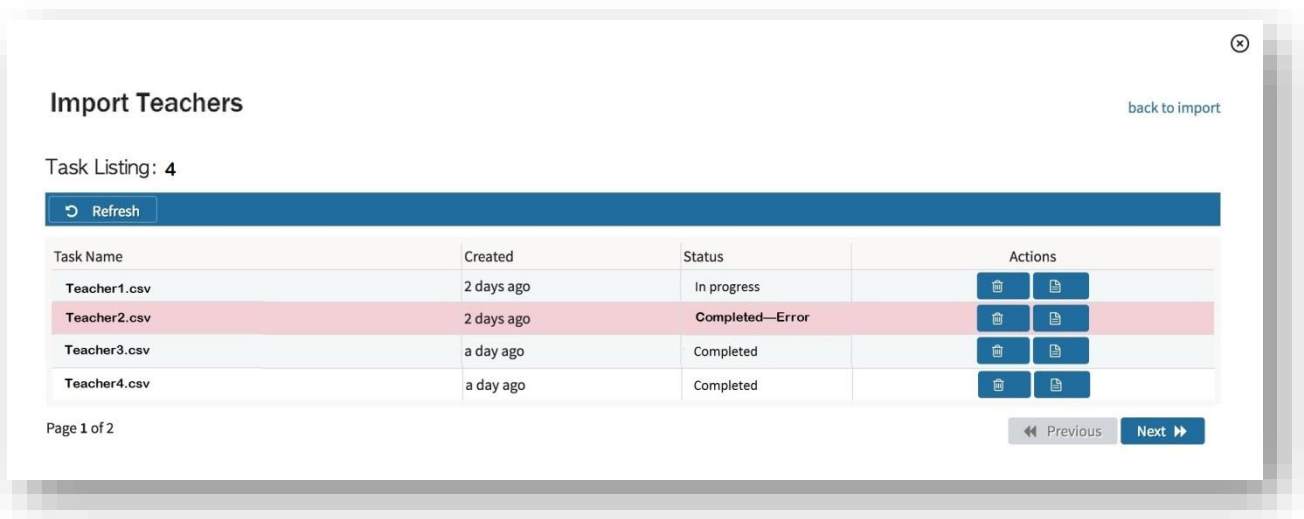 Import Teachers
back to import
Task Listing: 4
Refresh
Task Name Created Status Actions
Teacher1.csv 2 days ago In progress
Teacher2.csv 2 days ago Completed—Error
Teacher3.csv a day ago Completed
Teacher4.csv a day ago Completed
Page 1 of 2 Previous Next